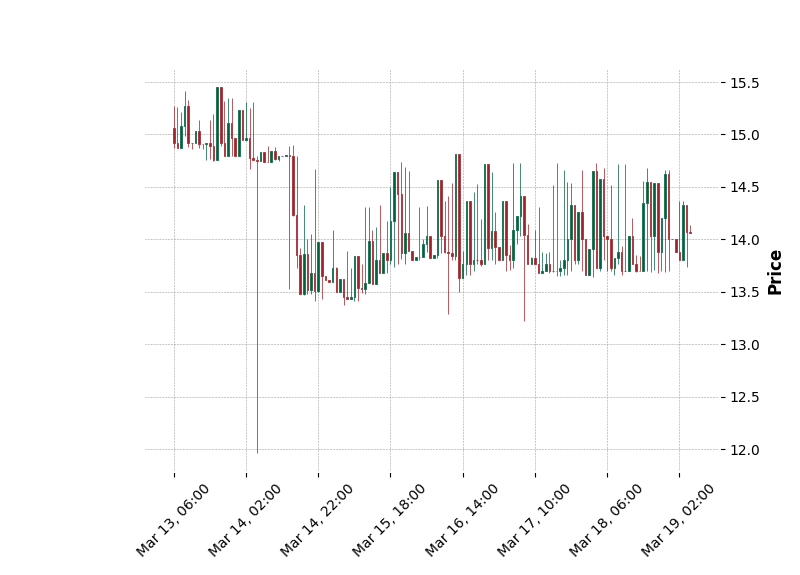 15.5
15.0
14.5
14.0
13.5
13.0
12.5
12.0
Price
Mar 13, 06:00
Mar 14, 02:00
Mar 14, 22:00
Mar 15, 18:00
Mar 16, 14:00
Mar 17, 10:00
Mar 18, 06:00
Mar 19, 02:00